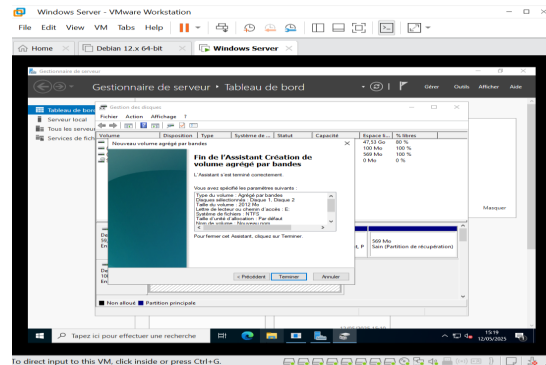 Windows Server - VMware Workstation
File Edit View VM Tabs Help
Home Debian 12.x 64-bit Windows Server
Gestionnaire de serveur
Gestionnaire de serveur • Tableau de bord
Gérer Outils Afficher Aide
Tableau de bord
Serveur local
Tous les serveur
Services de fich
Gestion des disques
Fichier Action Affichage ?
Volume Disposition Type Système de ... Statut Capacité Espace li... % libres
47,53 Go 80 %
100 Mo 100 %
569 Mo 100 %
0 Mo 0 %
Nouveau volume agrégé par bandes
Fin de l'Assistant Création de
volume agrégé par bandes
L'Assistant s'est terminé correctement.
Vous avez spécifié les paramètres suivants :
Type du volume : Agrégé par bandes
Disques sélectionnés : Disque 1, Disque 2
Taille du volume : 2012 Mo
Lettre de lecteur ou chemin d'accès : E:
Système de fichiers : NTFS
Taille d'unité d'allocation : Par défaut
Nom de volume : Nouveau nom
Pour fermer cet Assistant, cliquez sur Terminer.
< Précédent Terminer Annuler
Masquer
569 Mo
Sain (Partition de récupération)
Non alloué Partition principale
Tapez ici pour effectuer une recherche
15:19
12/05/2025
To direct input to this VM, click inside or press Ctrl+G.